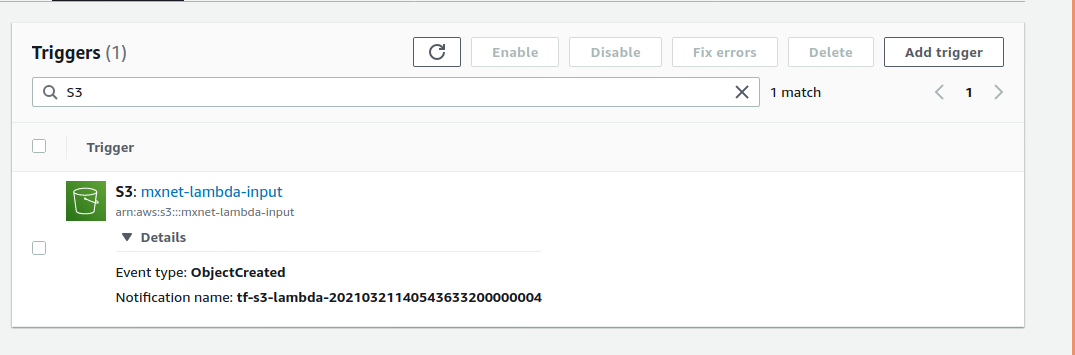 Triggers (1)
Enable
Disable
Fix errors
Delete
Add trigger
S3
1 match
1
Trigger
S3: mxnet-lambda-input
arn:aws:s3:::mxnet-lambda-input
Details
Event type: ObjectCreated
Notification name: tf-s3-lambda-20210321140543633200000004